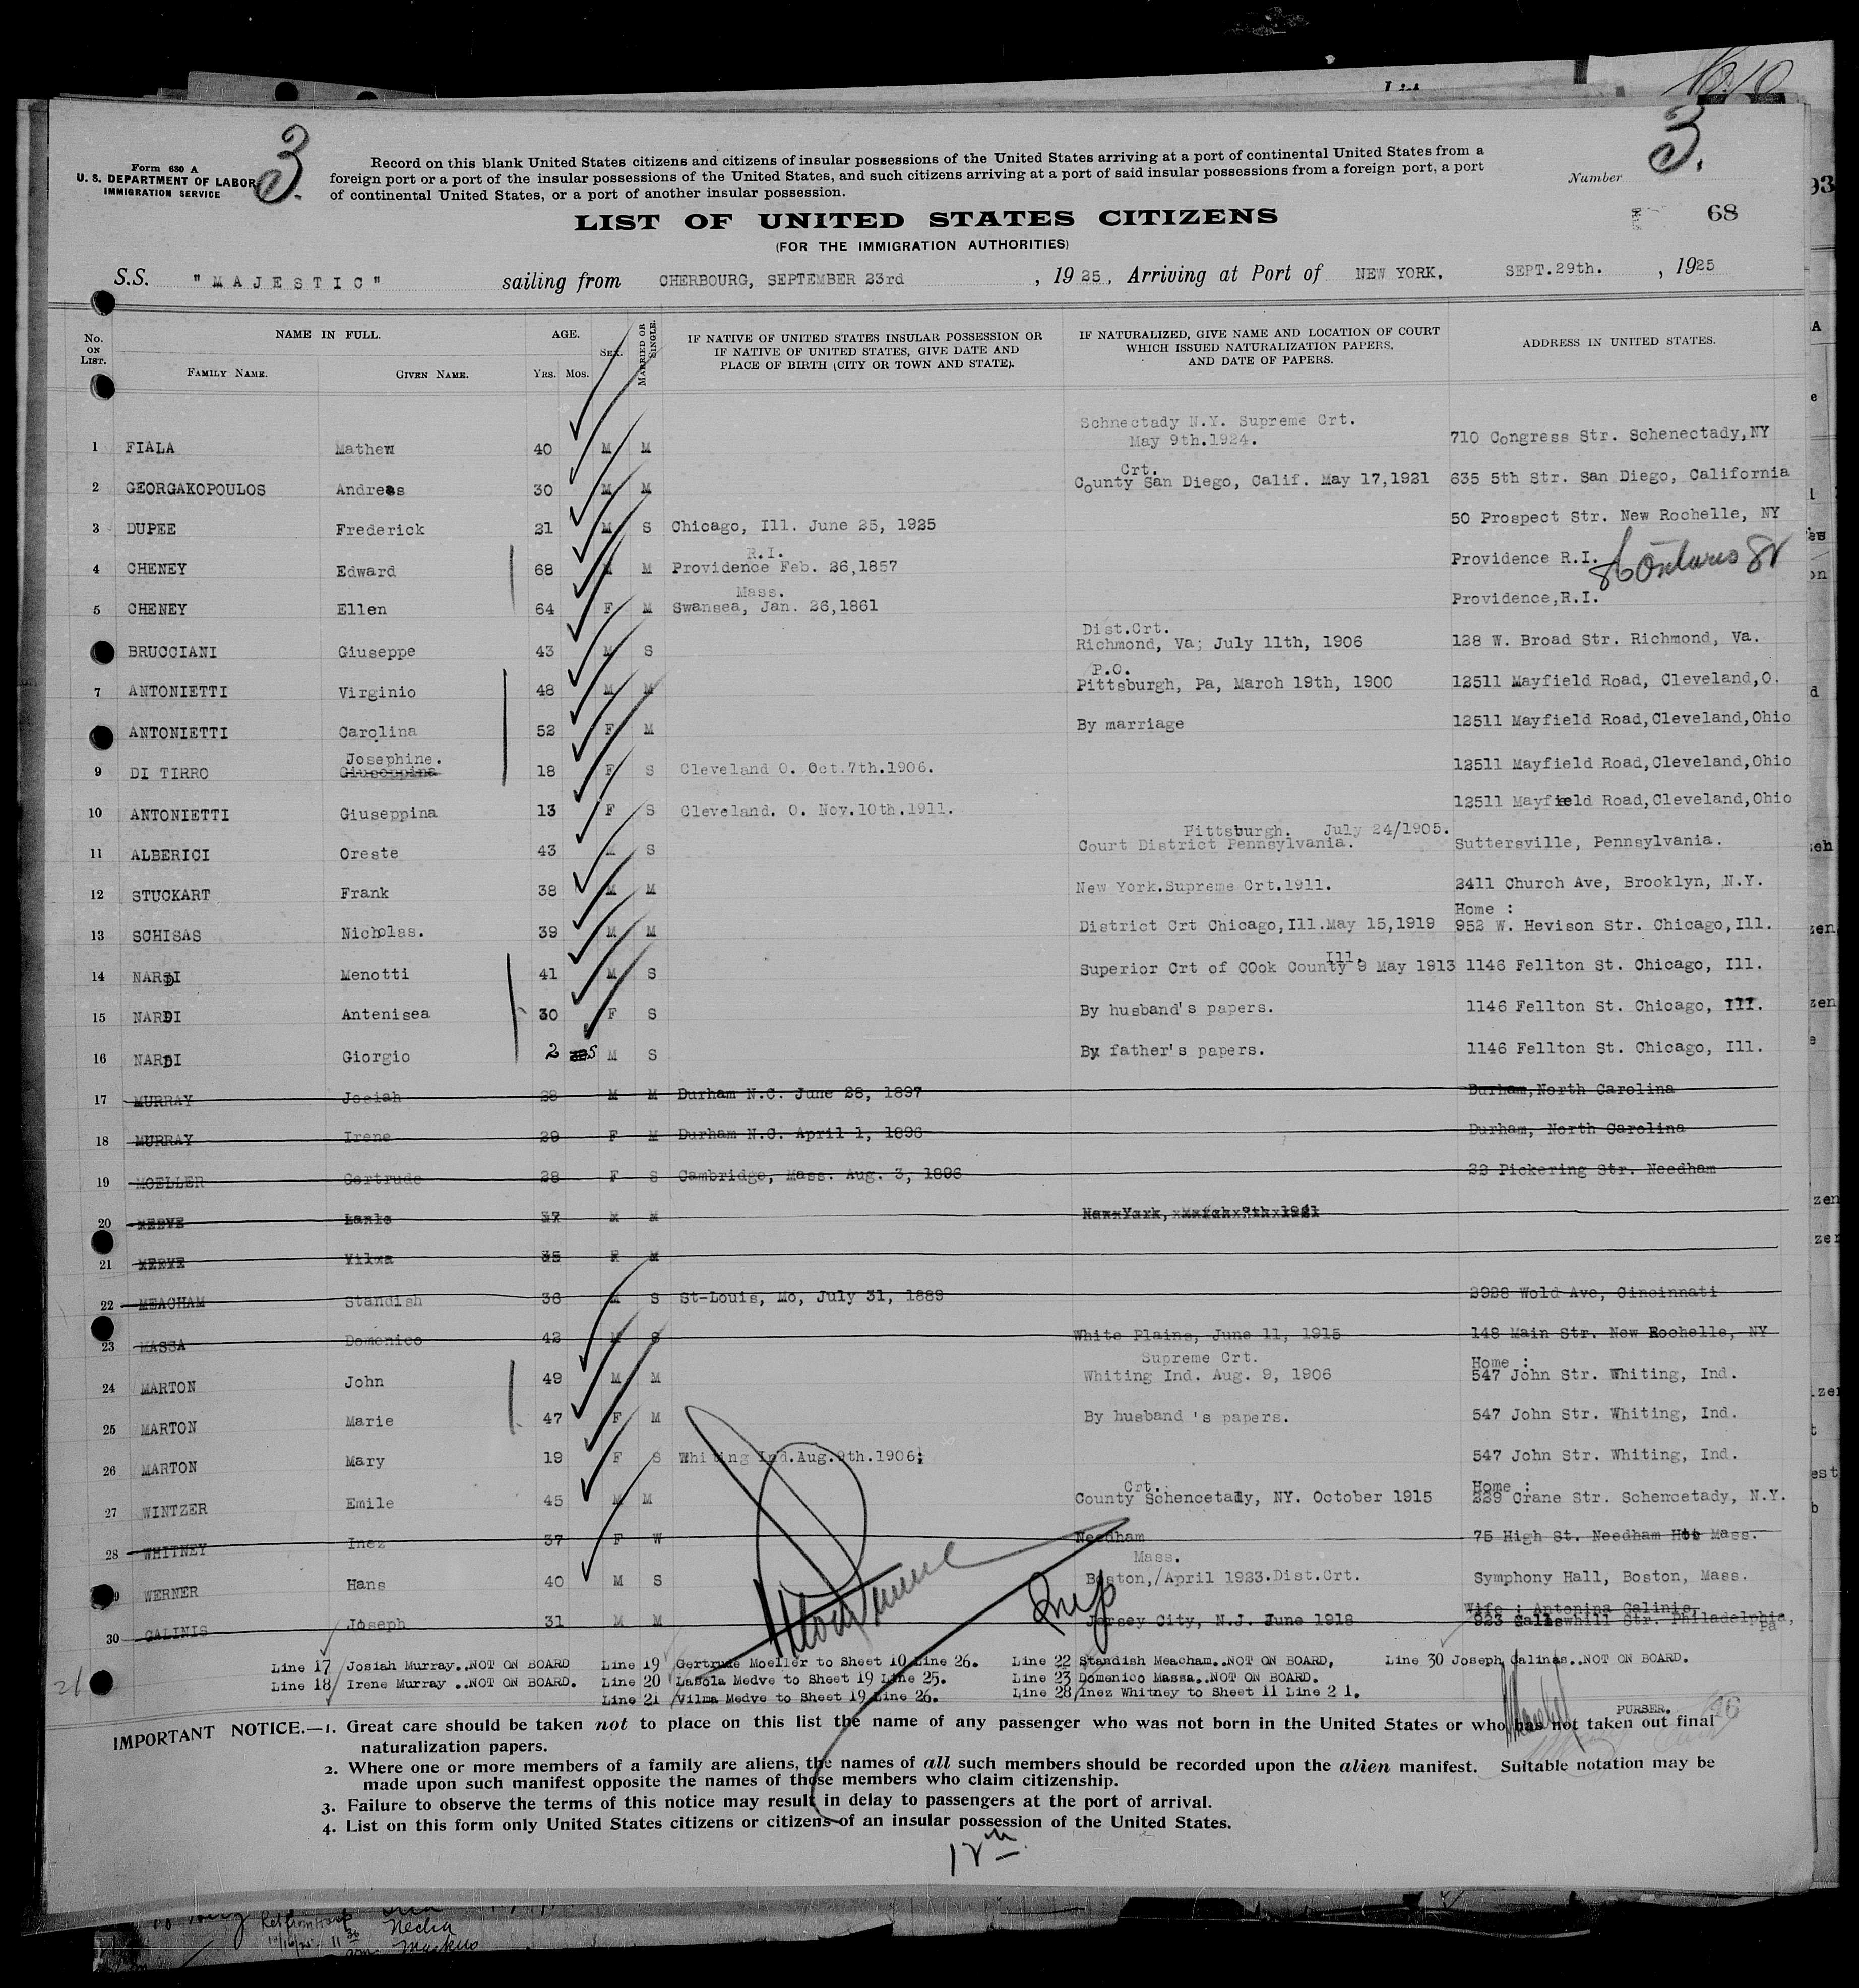 List
Form 630 A
U. S. DEPARTMENT OF LABOR
IMMIGRATION SERVICE
3.
Record on this blank United States citizens and citizens of insular possessions of the United States arriving at a port of continental United States from a
foreign port or a port of the insular possessions of the United States, and such citizens arriving at a port of said insular possessions from a foreign port, a port
of continental United States, or a port of another insular possession.
Number 3.
68
LIST OF UNITED STATES CITIZENS
(FOR THE IMMIGRATION AUTHORITIES)
S.S. "MAJESTIC" sailing from CHERBOURG, SEPTEMBER 23rd , 1925, Arriving at Port of NEW YORK. SEPT.29th. , 1925
No. ON LIST. NAME IN FULL. AGE. SEX. MARRIED OR SINGLE. IF NATIVE OF UNITED STATES INSULAR POSSESSION OR IF NATIVE OF UNITED STATES, GIVE DATE AND PLACE OF BIRTH (CITY OR TOWN AND STATE). IF NATURALIZED, GIVE NAME AND LOCATION OF COURT WHICH ISSUED NATURALIZATION PAPERS, AND DATE OF PAPERS. ADDRESS IN UNITED STATES.
FAMILY NAME. GIVEN NAME. YRS. MOS.
Schnectady N.Y. Supreme Crt.
1 FIALA Mathew 40 M M May 9th.1924. 710 Congress Str. Schenectady,NY
Crt.
2 GEORGAKOPOULOS Andreas 30 M M County San Diego, Calif. May 17,1921 635 5th Str. San Diego, California
3 DUPEE Frederick 21 M S Chicago, Ill. June 25, 1925 50 Prospect Str. New Rochelle, NY
R.I.
4 CHENEY Edward 68 M M Providence Feb. 26,1857 Providence R.I.
Mass.
5 CHENEY Ellen 64 F M Swansea, Jan. 26,1861 Providence,R.I.
Dist.Crt.
BRUCCIANI Giuseppe 43 M S Richmond, Va; July 11th, 1906 128 W. Broad Str. Richmond, Va.
P.O.
7 ANTONIETTI Virginio 48 M M Pittsburgh, Pa, March 19th, 1900 12511 Mayfield Road, Cleveland,O.
ANTONIETTI Carolina 52 F M By marriage 12511 Mayfield Road,Cleveland,Ohio
Josephine.
9 DI TIRRO Giuseppina 18 F S Cleveland O. Oct.7th.1906. 12511 Mayfield Road,Cleveland,Ohio
10 ANTONIETTI Giuseppina 13 F S Cleveland. O. Nov.10th.1911. 12511 Mayfield Road,Cleveland,Ohio
Pittsburgh. July 24/1905.
11 ALBERICI Oreste 43 S Court District Pennsylvania. Suttersville, Pennsylvania.
12 STUCKART Frank 38 M M New York.Supreme Crt.1911. 2411 Church Ave, Brooklyn, N.Y.
Home :
13 SCHISAS Nicholas. 39 M M District Crt Chicago,Ill.May 15,1919 952 W. Hevison Str. Chicago,Ill.
Ill.
14 NARDI Menotti 41 M S Superior Crt of COok County 9 May 1913 1146 Fellton St. Chicago, Ill.
15 NARDI Antenisea 30 F S By husband's papers. 1146 Fellton St. Chicago, Ill.
16 NARDI Giorgio 2 5 M S By father's papers. 1146 Fellton St. Chicago, Ill.
17 MURRAY Josiah 28 M M Durham N.C. June 28, 1897 Durham,North Carolina
18 MURRAY Irene 29 F M Durham N.C. April 1, 1896 Durham, North Carolina
19 MOELLER Gertrude 28 F S Cambridge, Mass. Aug. 3, 1896 22 Pickering Str. Needham
20 37 M M New York,
21 Vilma 35 F M
22 MEACHAM Standish 36 M S St-Louis, Mo, July 31, 1889 2928 Wold Ave, Cincinnati
23 MASSA Domenico 42 M S White Plains, June 11, 1915 148 Main Str. New Rochelle, NY
Supreme Crt. Home :
24 MARTON John 49 M M Whiting Ind. Aug. 9, 1906 547 John Str. Whiting, Ind.
25 MARTON Marie 47 F M By husband 's papers. 547 John Str. Whiting, Ind.
26 MARTON Mary 19 F S Whiting Ind.Aug.9th.1906. 547 John Str. Whiting, Ind.
Crt. Home :
27 WINTZER Emile 45 M M County Schencetady, NY. October 1915 229 Crane Str. Schencetady, N.Y.
28 WHITNEY Inez 37 F W Needham 75 High St. Needham Mass.
Mass.
9 WERNER Hans 40 M S Boston,/April 1923.Dist.Crt. Symphony Hall, Boston, Mass.
Wife : Antonina Galinis,
30 GALINIS Joseph 31 M M Jersey City, N.J. June 1918 923 Str. Philadelphia, Pa
Line 17 Josiah Murray..NOT ON BOARD Line 19 Gertrude Moeller to Sheet 10 Line 26. Line 22 Standish Meacham..NOT ON BOARD, Line 30 Joseph Galinas..NOT ON BOARD.
Line 18 Irene Murray ..NOT ON BOARD. Line 20 Medve to Sheet 19 Line 25. Line 23 Domenico Massa..NOT ON BOARD.
Line 21 Vilma Medve to Sheet 19 Line 26. Line 28 Inez Whitney to Sheet 11 Line 2 1.
21
PURSER.
IMPORTANT NOTICE.—1. Great care should be taken not to place on this list the name of any passenger who was not born in the United States or who has not taken out final
naturalization papers.
2. Where one or more members of a family are aliens, the names of all such members should be recorded upon the alien manifest. Suitable notation may be
made upon such manifest opposite the names of those members who claim citizenship.
3. Failure to observe the terms of this notice may result in delay to passengers at the port of arrival.
4. List on this form only United States citizens or citizens of an insular possession of the United States.